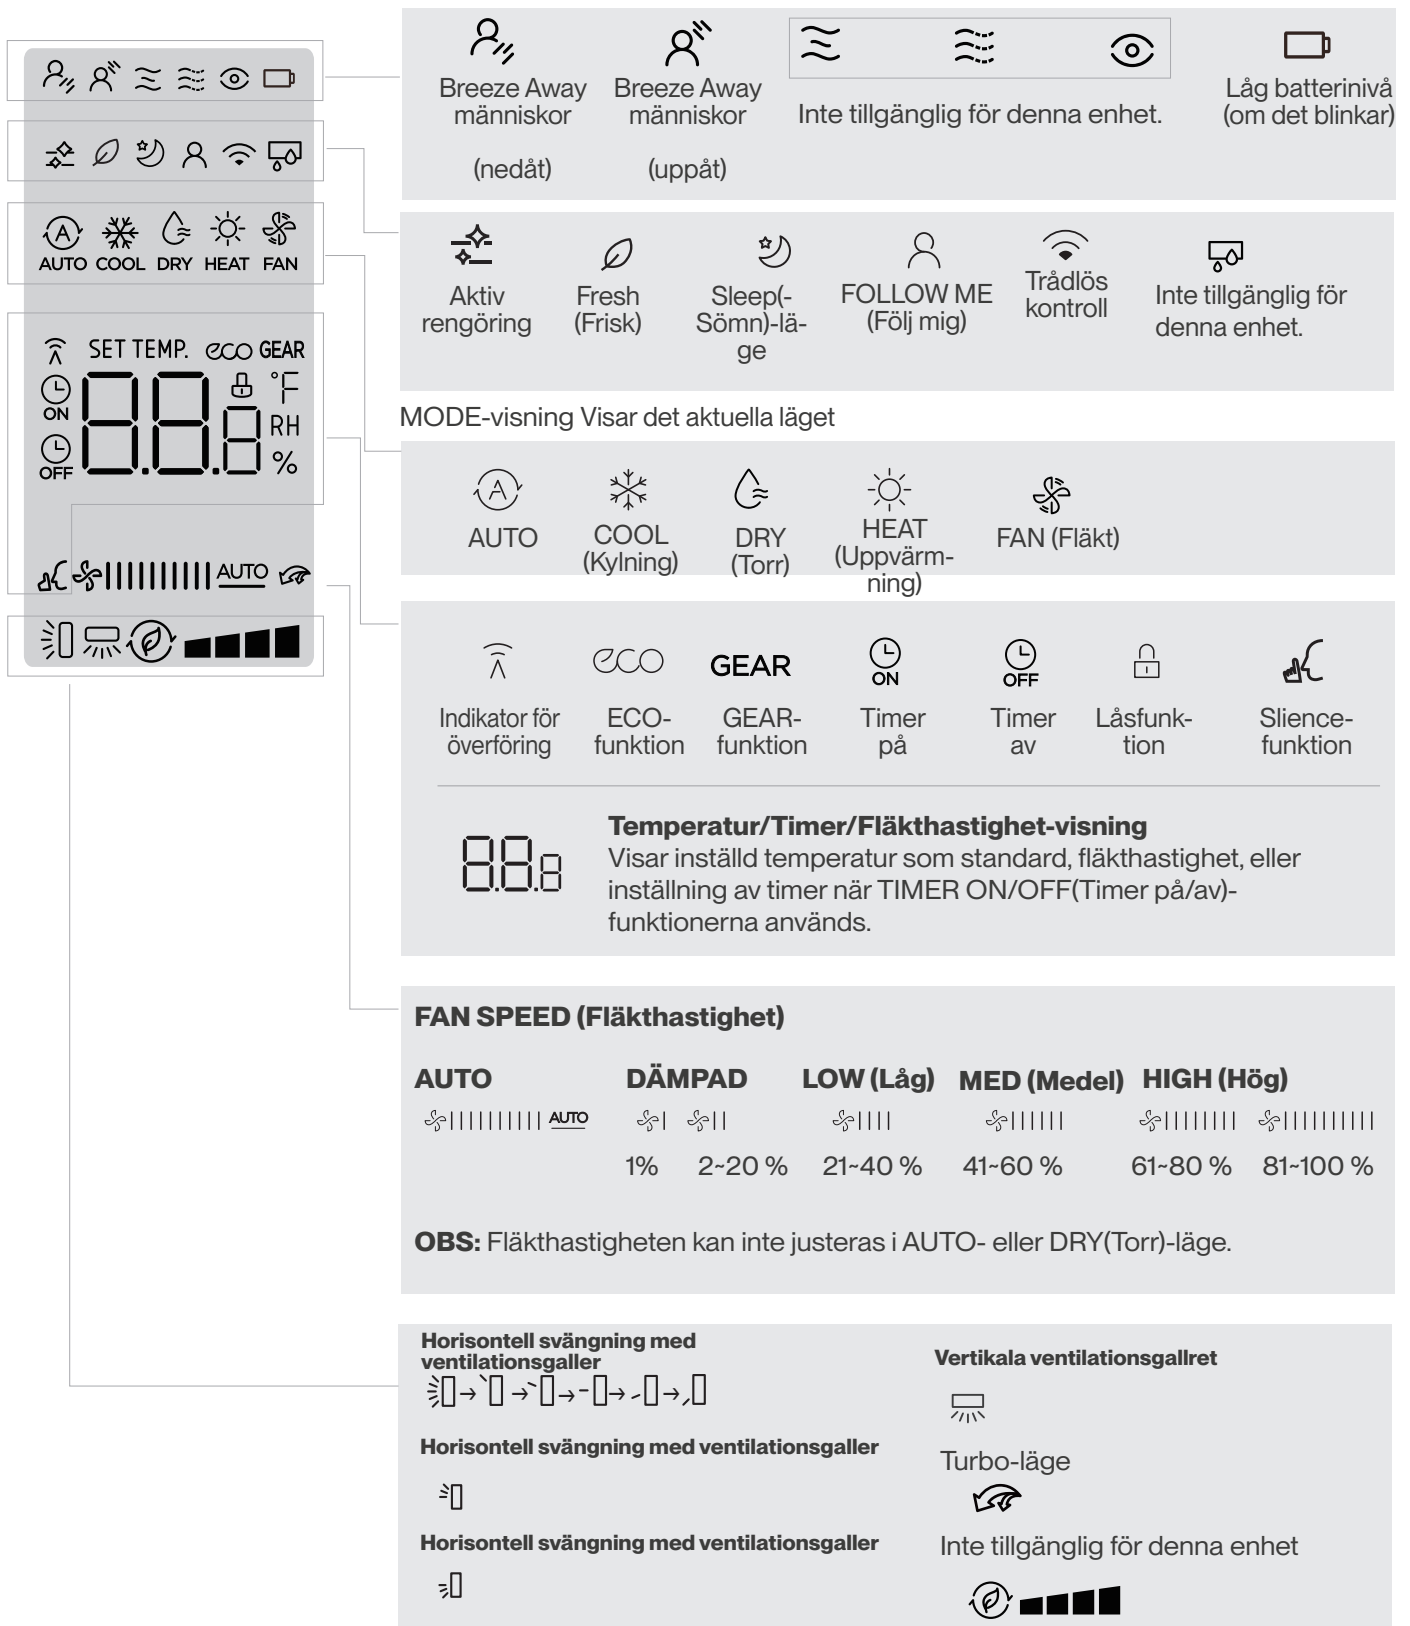 AUTO COOL DRY HEAT FAN
SET TEMP. eco GEAR
ON
°F
RH
OFF
%
AUTO
Breeze Away
människor
(nedåt)
Breeze Away
människor
(uppåt)
Inte tillgänglig för denna enhet.
Låg batterinivå
(om det blinkar)
Aktiv
rengöring
Fresh
(Frisk)
Sleep(-
Sömn)-lä-
ge
FOLLOW ME
(Följ mig)
Trådlös
kontroll
Inte tillgänglig för
denna enhet.
MODE-visning Visar det aktuella läget
AUTO
COOL
(Kylning)
DRY
(Torr)
HEAT
(Uppvärm-
ning)
FAN (Fläkt)
eco
GEAR
ON
OFF
Indikator för
överföring
ECO-
funktion
GEAR-
funktion
Timer
på
Timer
av
Låsfunk-
tion
Slience-
funktion
Temperatur/Timer/Fläkthastighet-visning
Visar inställd temperatur som standard, fläkthastighet, eller
inställning av timer när TIMER ON/OFF(Timer på/av)-
funktionerna används.
FAN SPEED (Fläkthastighet)
AUTO DÄMPAD LOW (Låg) MED (Medel) HIGH (Hög)
AUTO
1% 2~20 % 21~40 % 41~60 % 61~80 % 81~100 %
OBS: Fläkthastigheten kan inte justeras i AUTO- eller DRY(Torr)-läge.
Horisontell svängning med
ventilationsgaller
Horisontell svängning med ventilationsgaller
Horisontell svängning med ventilationsgaller
Vertikala ventilationsgallret
Turbo-läge
Inte tillgänglig för denna enhet